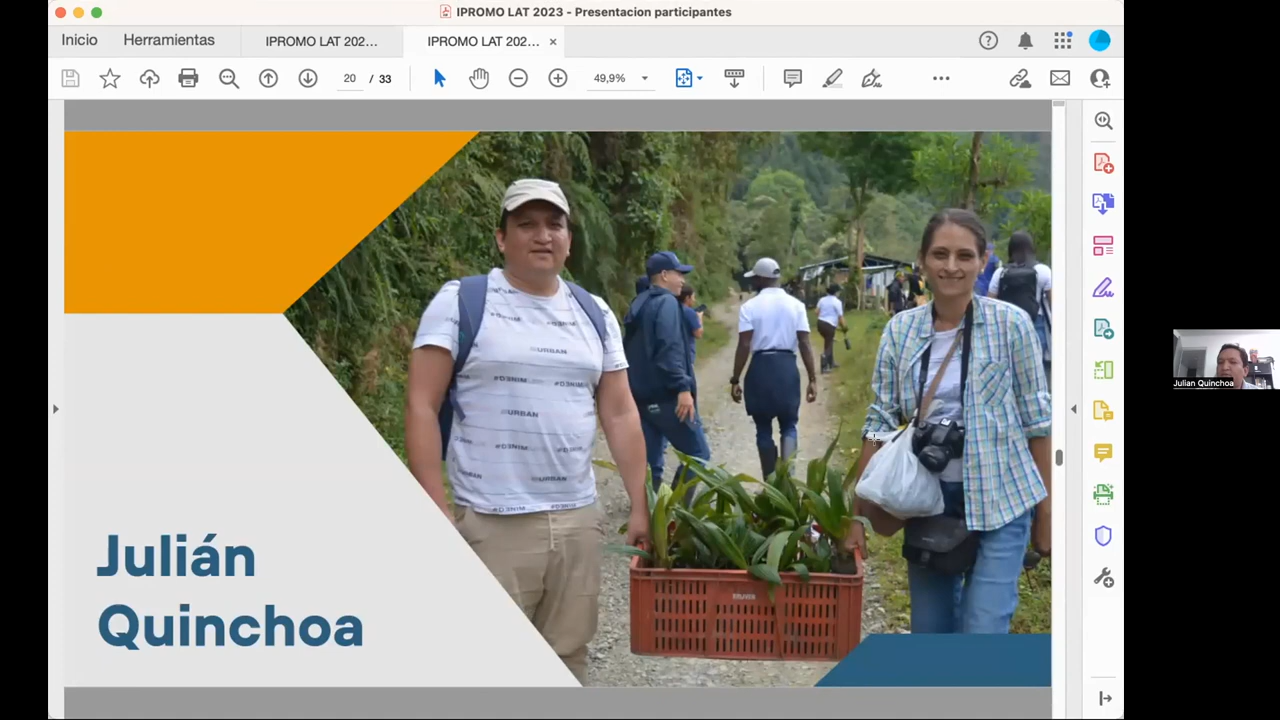 IPROMO LAT 2023 - Presentacion participantes
Inicio
Herramientas
IPROMO LAT 202...
IPROMO LAT 202...
20 / 33
49,9%
Julián
Quinchoa
Julian Quinchoa